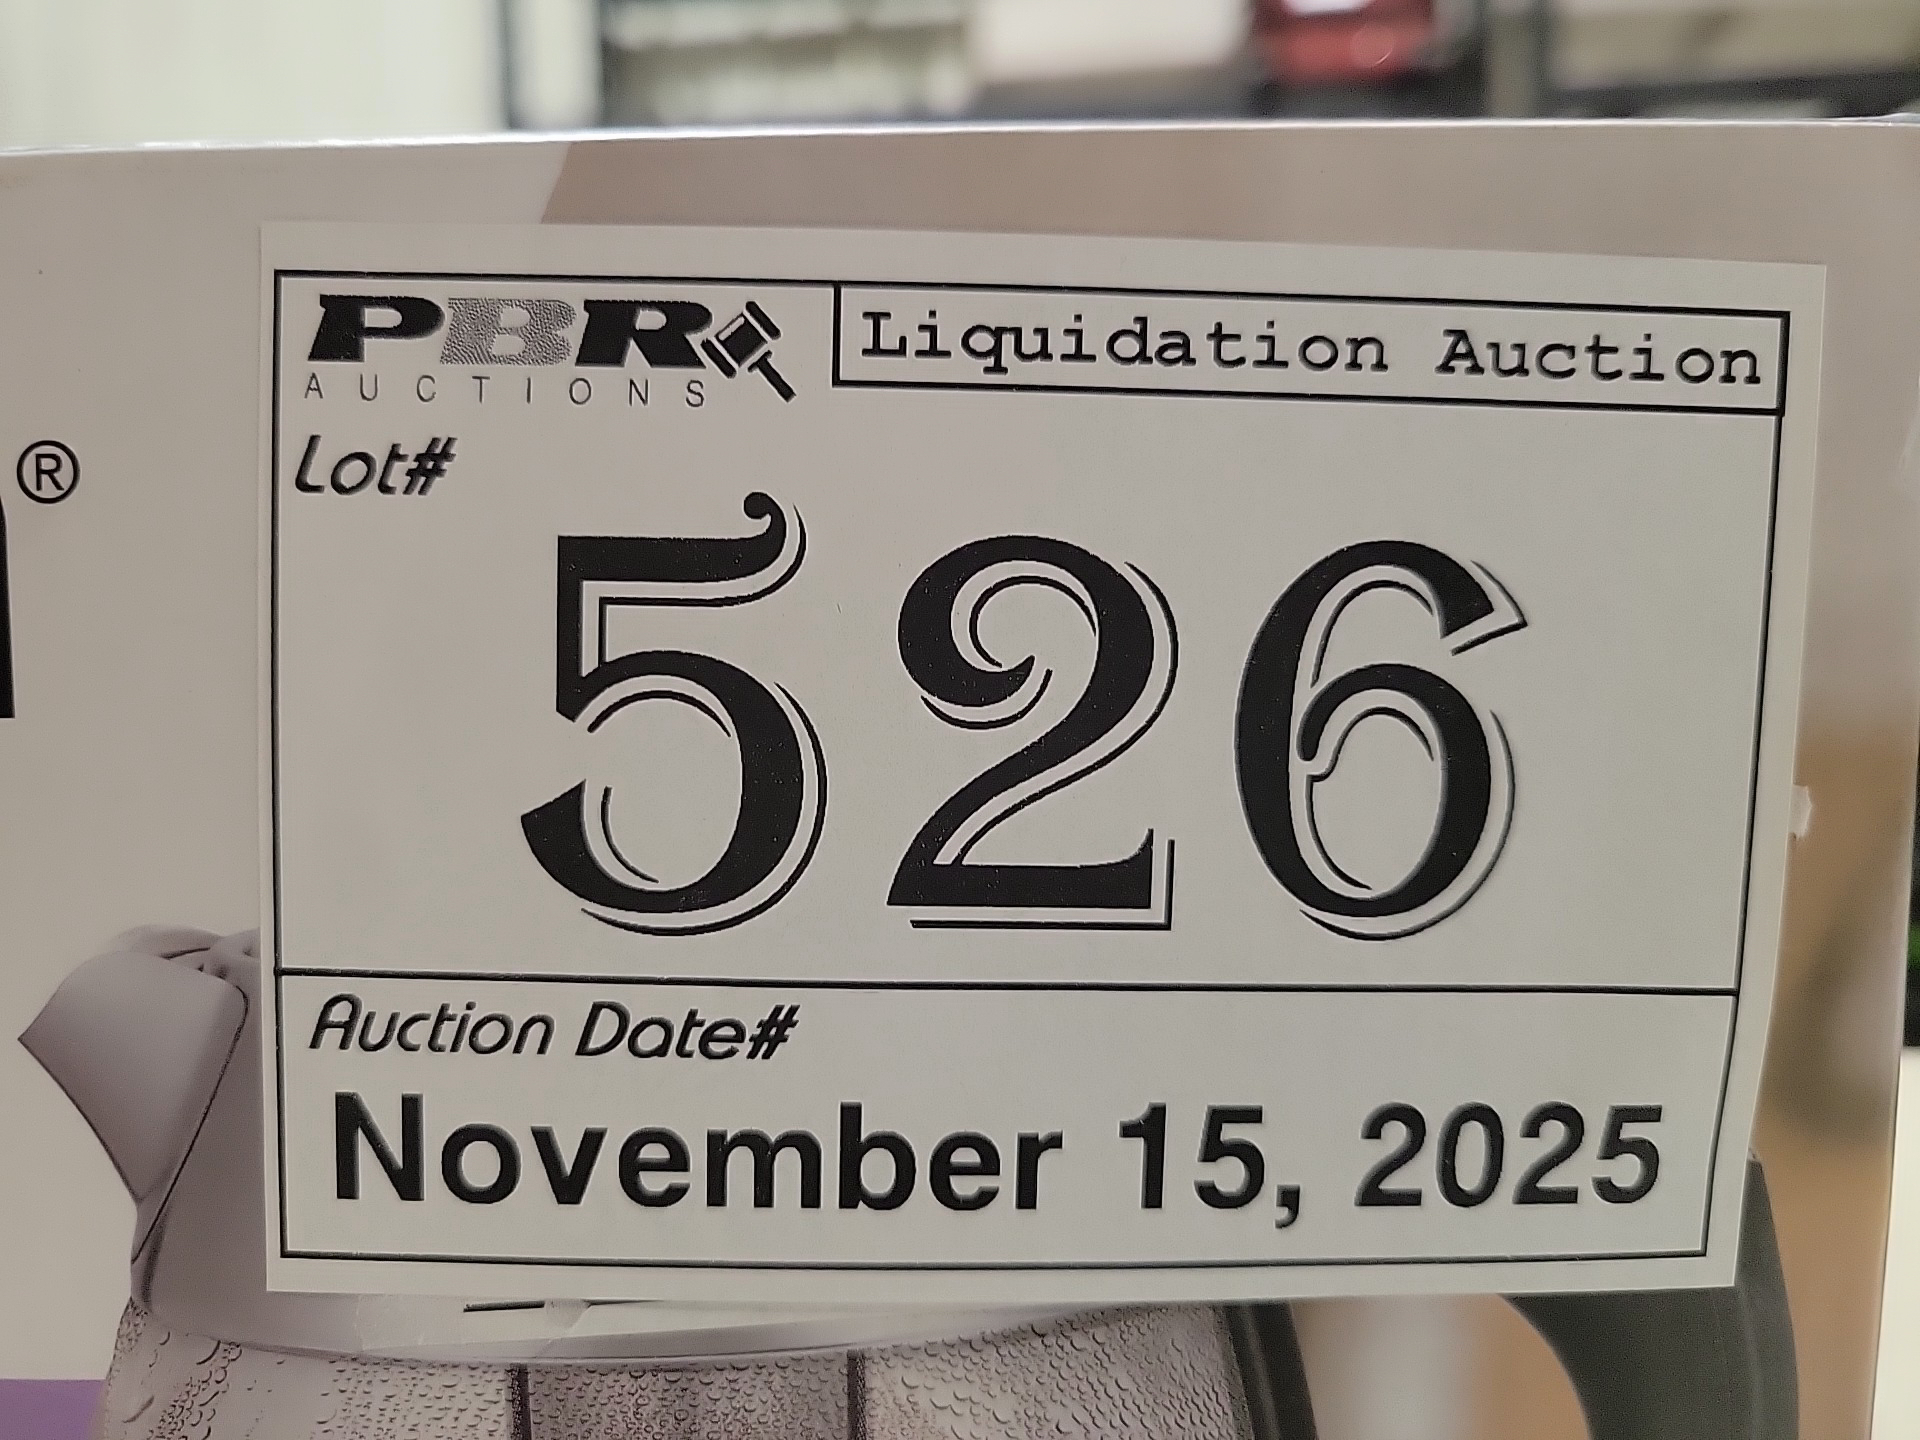 PBR
AUCTIONS
Liquidation Auction
Lot#
®
526
Auction Date#
November 15, 2025